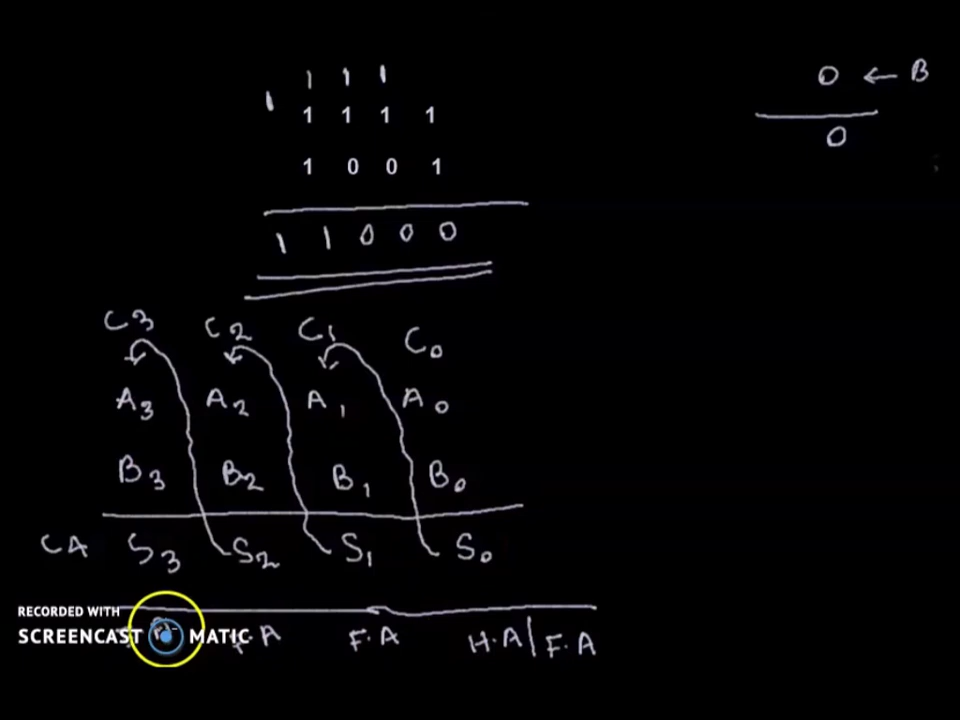 1 1 1
0 ← B
1
1 1 1 1
0
1 0 0 1
1 1 0 0 0
C3 C2 C1 C0
A3 A2 A1 A0
B3 B2 B1 B0
CA S3 S2 S1 S0
RECORDED WITH
SCREENCAST MATIC
F.A F.A H.A/F.A